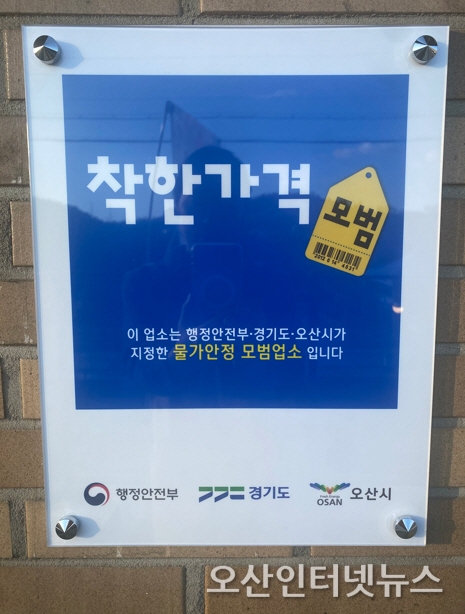 착한가격
모범
이 업소는 행정안전부·경기도·오산시가
지정한 물가안정 모범업소 입니다
행정안전부 경기도 OSAN 오산시
오산인터넷뉴스